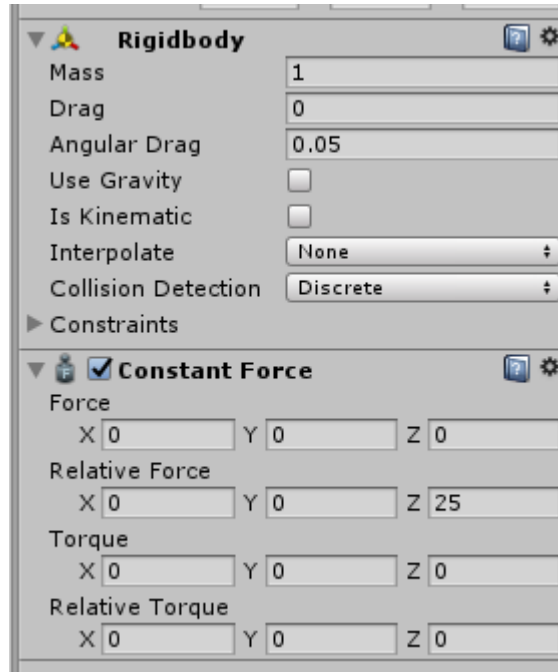 Rigidbody
Mass 1
Drag 0
Angular Drag 0.05
Use Gravity
Is Kinematic
Interpolate None
Collision Detection Discrete
Constraints
Constant Force
Force
X 0 Y 0 Z 0
Relative Force
X 0 Y 0 Z 25
Torque
X 0 Y 0 Z 0
Relative Torque
X 0 Y 0 Z 0